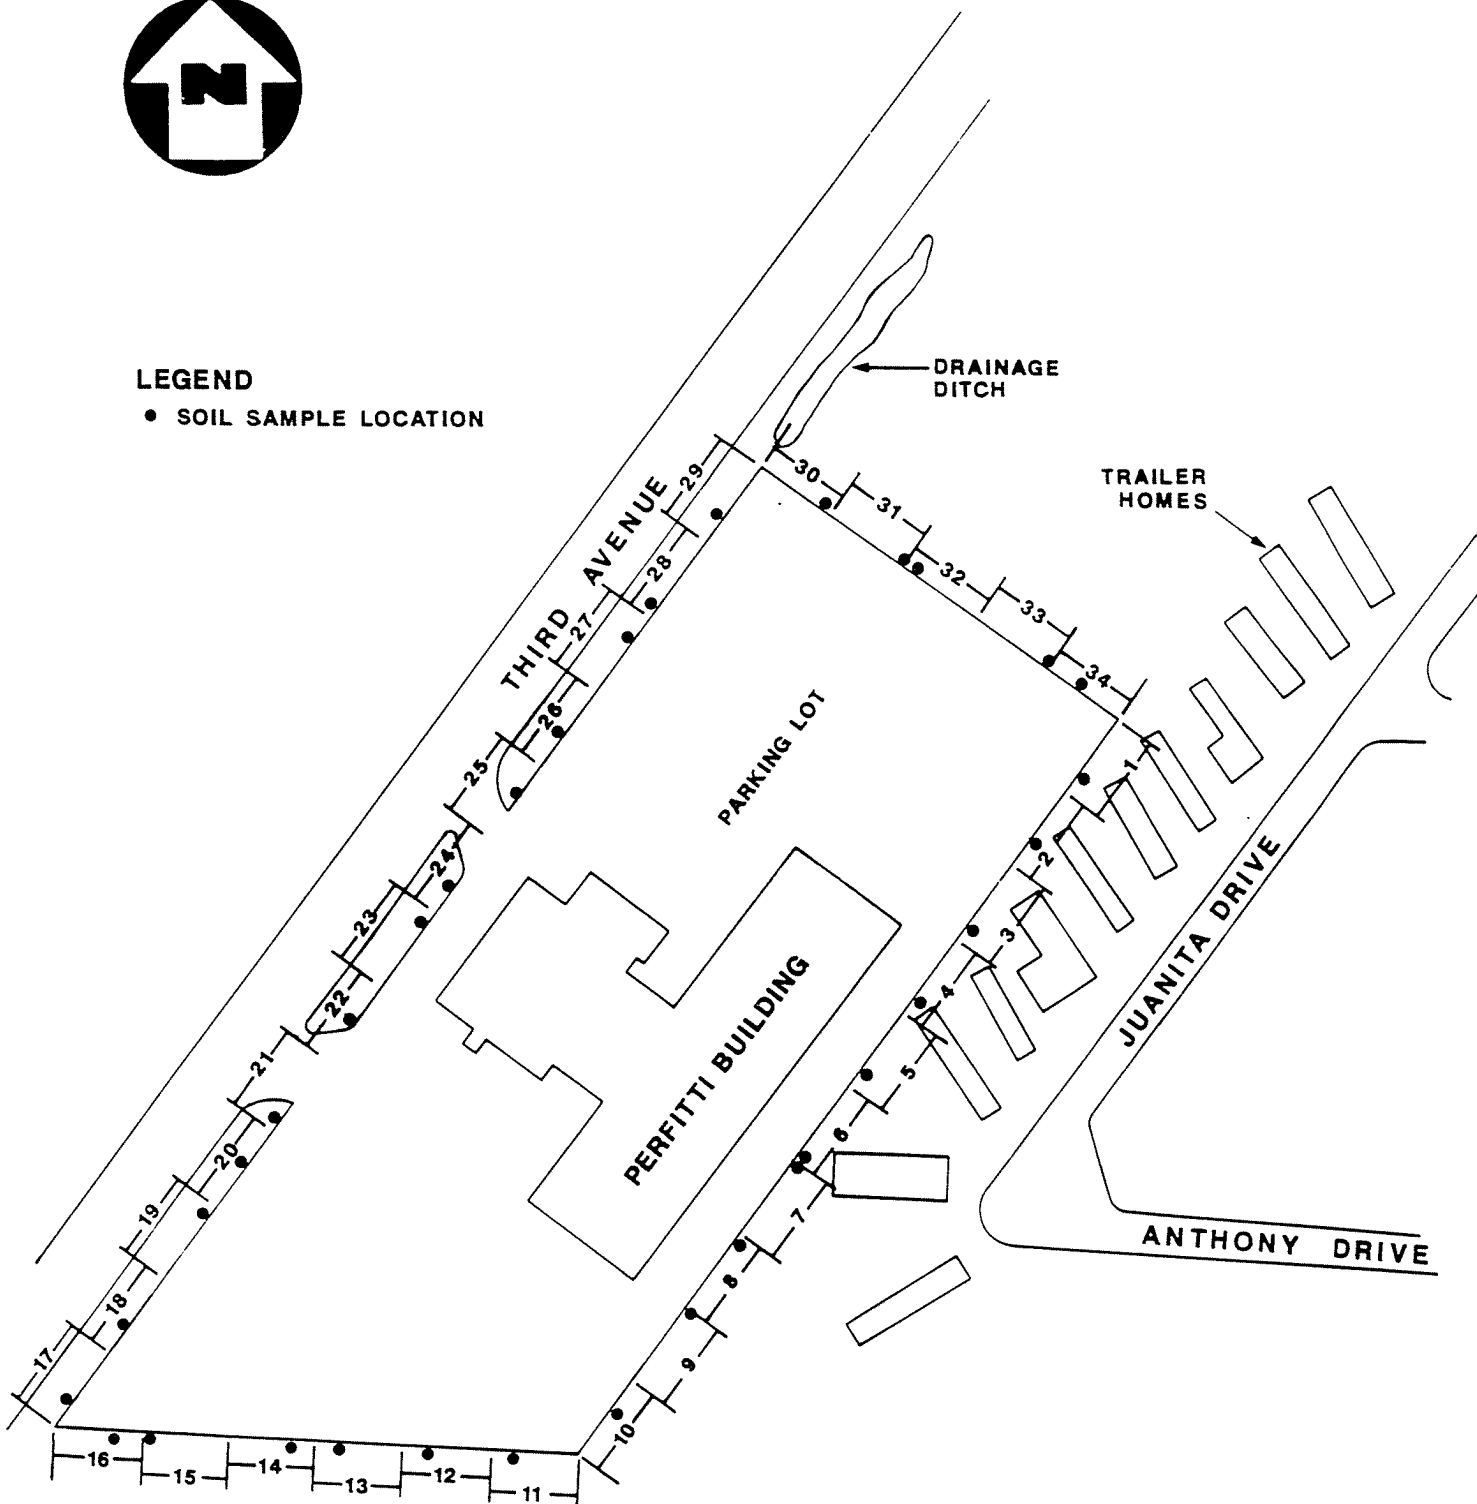 N
LEGEND
● SOIL SAMPLE LOCATION
DRAINAGE
DITCH
TRAILER
HOMES
THIRD AVENUE
PARKING LOT
PERFITTI BUILDING
JUANITA DRIVE
ANTHONY DRIVE
29
30
31
28
32
33
27
34
26
25
1
24
2
23
3
22
4
21
5
20
6
19
7
18
8
17
9
10
16
15
14
13
12
11